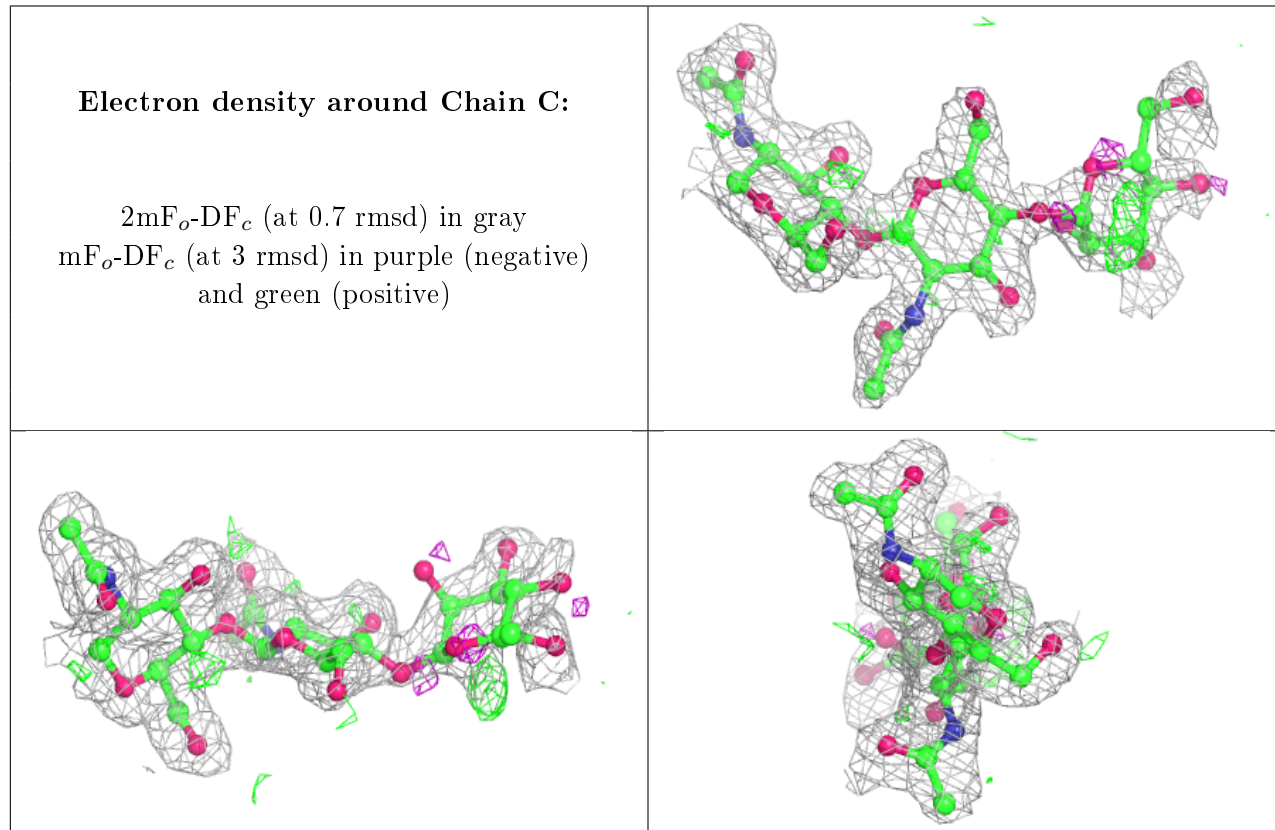 Electron density around Chain C:
2mFₒ-DF𝒸 (at 0.7 rmsd) in gray
mFₒ-DF𝒸 (at 3 rmsd) in purple (negative)
and green (positive)